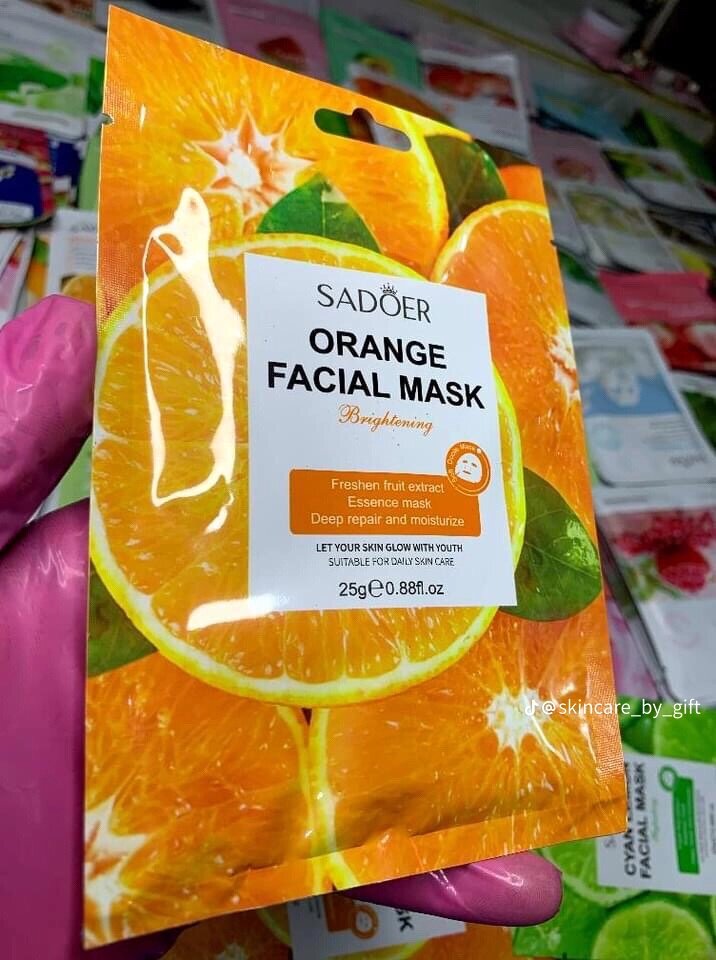 SADOER
ORANGE
FACIAL MASK
Brightening
Freshen fruit extract
Essence mask
Deep repair and moisturize
LET YOUR SKIN GLOW WITH YOUTH
SUITABLE FOR DAILY SKIN CARE
25g℮0.88fl.oz
@skincare_by_gift
FACIAL MASK